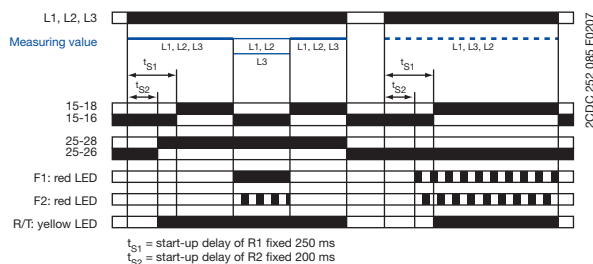 L1, L2, L3
Measuring value
L1, L2, L3
L1, L2
L3
L1, L2, L3
L1, L3, L2
tS1
tS2
tS1
tS2
15-18
15-16
25-28
25-26
F1: red LED
F2: red LED
R/T: yellow LED
tS1 = start-up delay of R1 fixed 250 ms
tS2 = start-up delay of R2 fixed 200 ms
2CDC 252 085 F0207